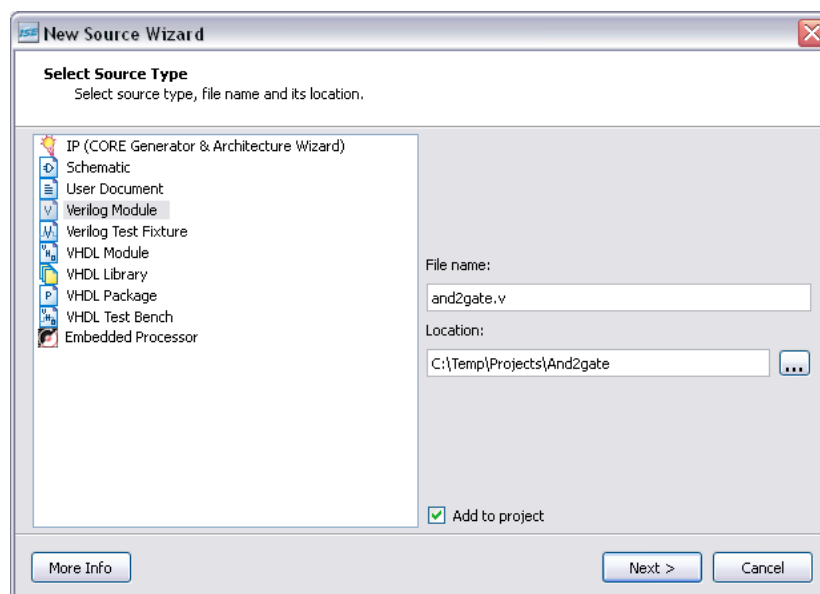 ISE New Source Wizard
Select Source Type
Select source type, file name and its location.
IP (CORE Generator & Architecture Wizard)
Schematic
User Document
Verilog Module
Verilog Test Fixture
VHDL Module
VHDL Library
VHDL Package
VHDL Test Bench
Embedded Processor
File name:
and2gate.v
Location:
C:\Temp\Projects\And2gate
...
Add to project
More Info
Next >
Cancel